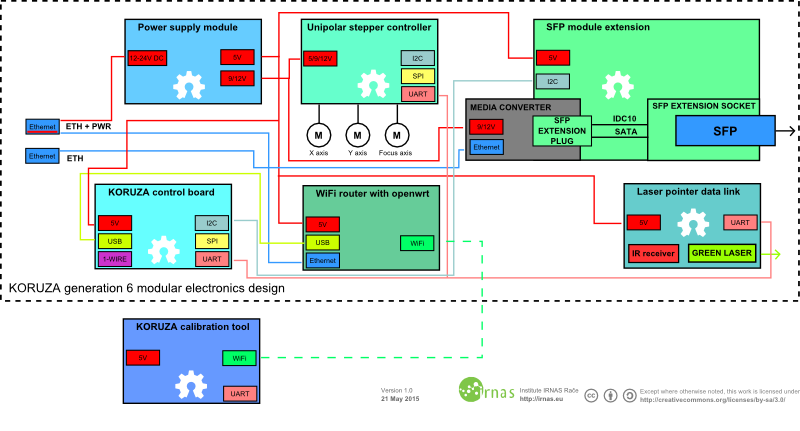 Power supply module
12-24V DC
5V
9/12V
Unipolar stepper controller
5/9/12V
I2C
SPI
UART
M
M
M
X axis
Y axis
Focus axis
SFP module extension
5V
I2C
MEDIA CONVERTER
9/12V
Ethernet
SFP
EXTENSION
PLUG
IDC10
SATA
SFP EXTENSION SOCKET
SFP
Ethernet
ETH + PWR
Ethernet
ETH
KORUZA control board
5V
USB
1-WIRE
I2C
SPI
UART
WiFi router with openwrt
5V
USB
Ethernet
WiFi
Laser pointer data link
5V
UART
IR receiver
GREEN LASER
KORUZA generation 6 modular electronics design
KORUZA calibration tool
5V
WiFi
UART
Version 1.0
21 May 2015
irnas
Institute IRNAS Rače
http://irnas.eu
cc
Except where otherwise noted, this work is licensed under
http://creativecommons.org/licenses/by-sa/3.0/